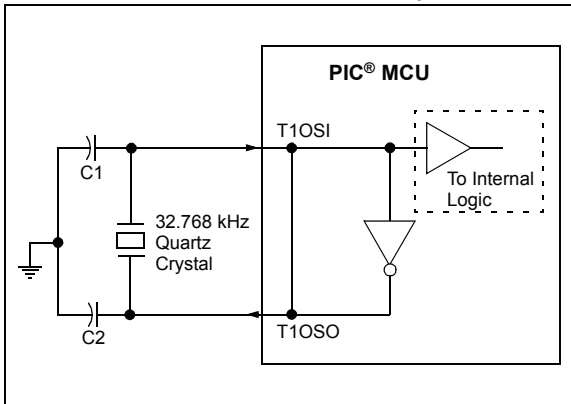 PIC® MCU
T1OSI
C1
To Internal
Logic
32.768 kHz
Quartz
Crystal
C2
T1OSO